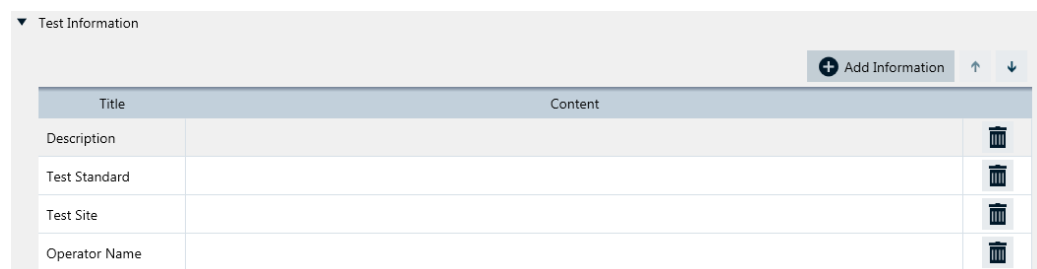 Test Information
Add Information
Title Content
Description
Test Standard
Test Site
Operator Name